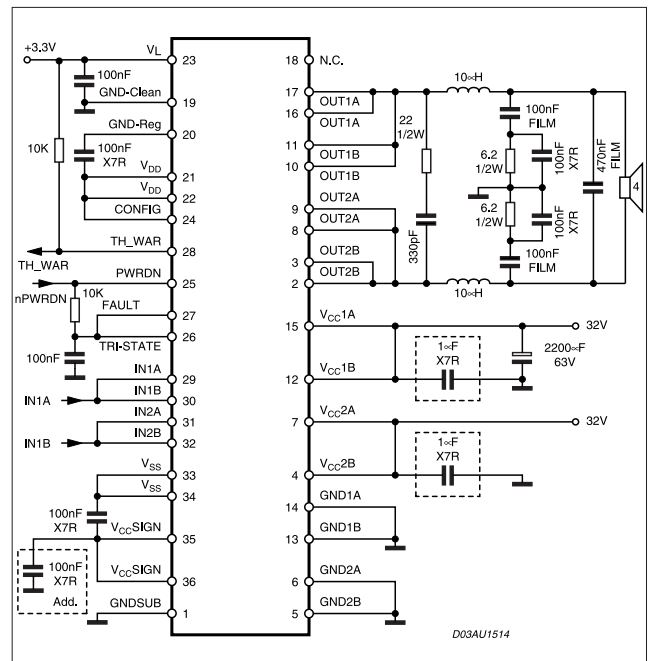 +3.3V
VL
23
100nF
GND-Clean
19
GND-Reg
20
10K
100nF
X7R
VDD
21
VDD
22
CONFIG
24
TH_WAR
28
TH_WAR
PWRDN
25
nPWRDN
10K
FAULT
27
26
TRI-STATE
100nF
IN1A
29
IN1B
30
IN1A
IN2A
31
IN2B
32
IN1B
VSS
33
VSS
34
100nF
X7R
VCCSIGN
35
100nF
X7R
Add.
VCCSIGN
36
GNDSUB
1
18
N.C.
17
OUT1A
16
OUT1A
11
OUT1B
10
OUT1B
9
OUT2A
8
OUT2A
3
OUT2B
2
OUT2B
22
1/2W
330pF
10∝H
10∝H
100nF
FILM
6.2
1/2W
100nF
X7R
6.2
1/2W
100nF
X7R
100nF
FILM
470nF
FILM
4
15
VCC1A
32V
1∝F
X7R
2200∝F
63V
12
VCC1B
7
VCC2A
32V
1∝F
X7R
4
VCC2B
14
GND1A
13
GND1B
6
GND2A
5
GND2B
D03AU1514